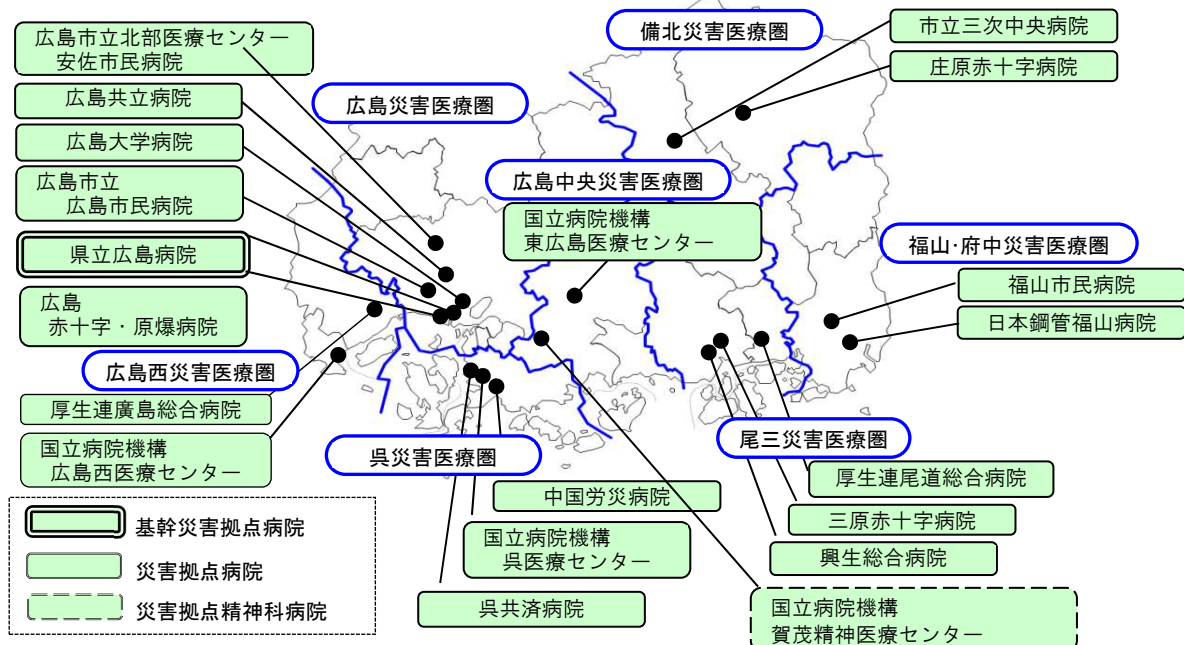 広島市立北部医療センター
安佐市民病院
広島共立病院
広島大学病院
広島市立
広島市民病院
県立広島病院
広島
赤十字・原爆病院
広島災害医療圏
備北災害医療圏
市立三次中央病院
庄原赤十字病院
広島中央災害医療圏
国立病院機構
東広島医療センター
福山・府中災害医療圏
福山市民病院
日本鋼管福山病院
広島西災害医療圏
厚生連廣島総合病院
国立病院機構
広島西医療センター
呉災害医療圏
中国労災病院
国立病院機構
呉医療センター
呉共済病院
尾三災害医療圏
厚生連尾道総合病院
三原赤十字病院
興生総合病院
国立病院機構
賀茂精神医療センター
基幹災害拠点病院
災害拠点病院
災害拠点精神科病院